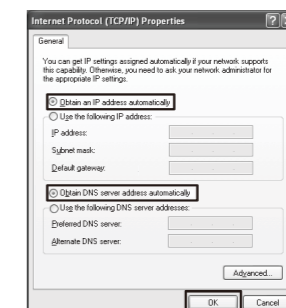 Internet Protocol (TCP/IP) Properties
General
You can get IP settings assigned automatically if your network supports
this capability. Otherwise, you need to ask your network administrator for
the appropriate IP settings.
Obtain an IP address automatically
Use the following IP address:
IP address:
Subnet mask:
Default gateway:
Obtain DNS server address automatically
Use the following DNS server addresses:
Preferred DNS server:
Alternate DNS server:
Advanced...
OK
Cancel